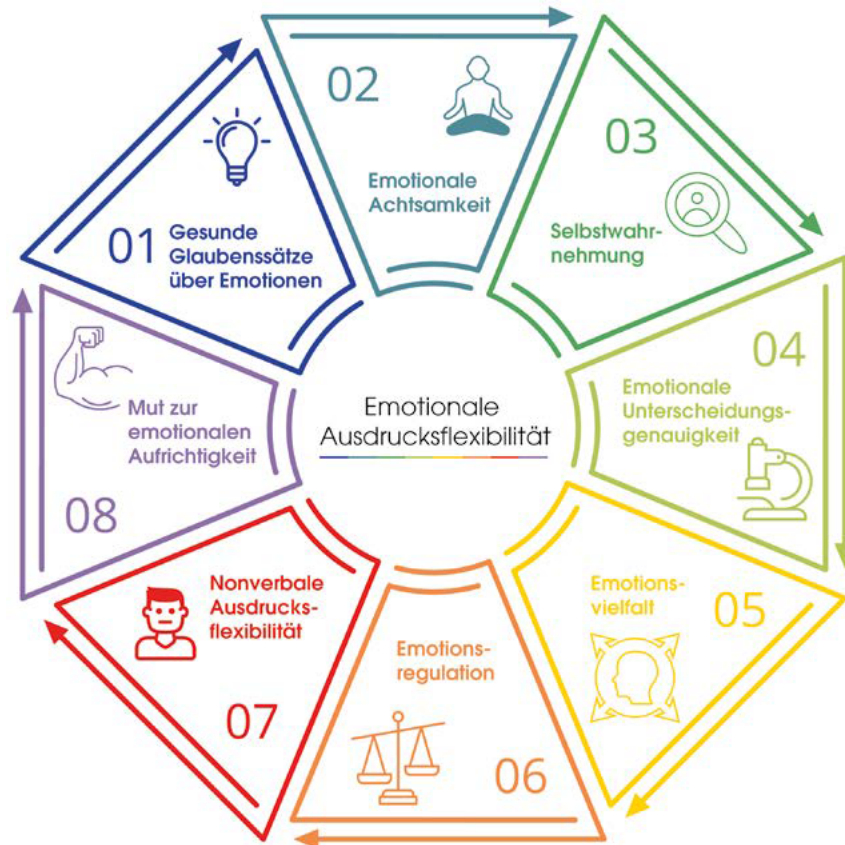 01
Gesunde
Glaubenssätze
über Emotionen
02
Emotionale
Achtsamkeit
03
Selbstwahr-
nehmung
04
Emotionale
Unterscheidungs-
genauigkeit
05
Emotions-
vielfalt
06
Emotions-
regulation
07
Nonverbale
Ausdrucks-
flexibilität
08
Mut zur
emotionalen
Aufrichtigkeit
Emotionale
Ausdrucksflexibilität